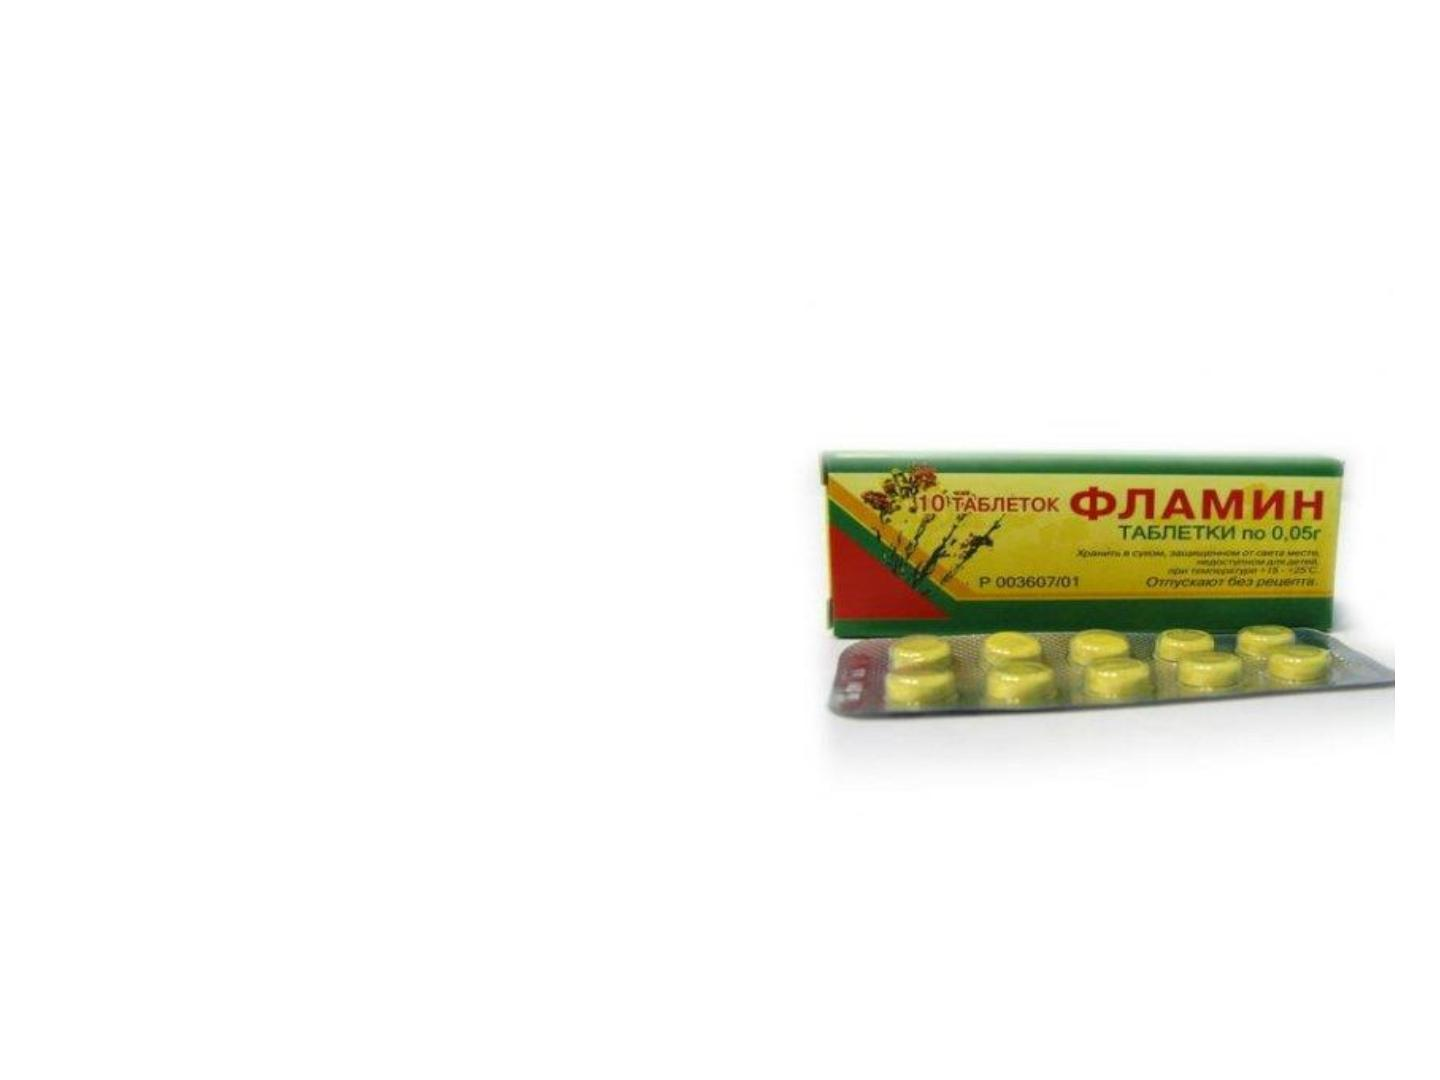 10 ТАБЛЕТОК ФЛАМИН
ТАБЛЕТКИ по 0,05г
Хранить в сухом, защищенном от света месте,
недоступном для детей,
при температуре +15 - +25°С.
Р 003607/01 Отпускают без рецепта.